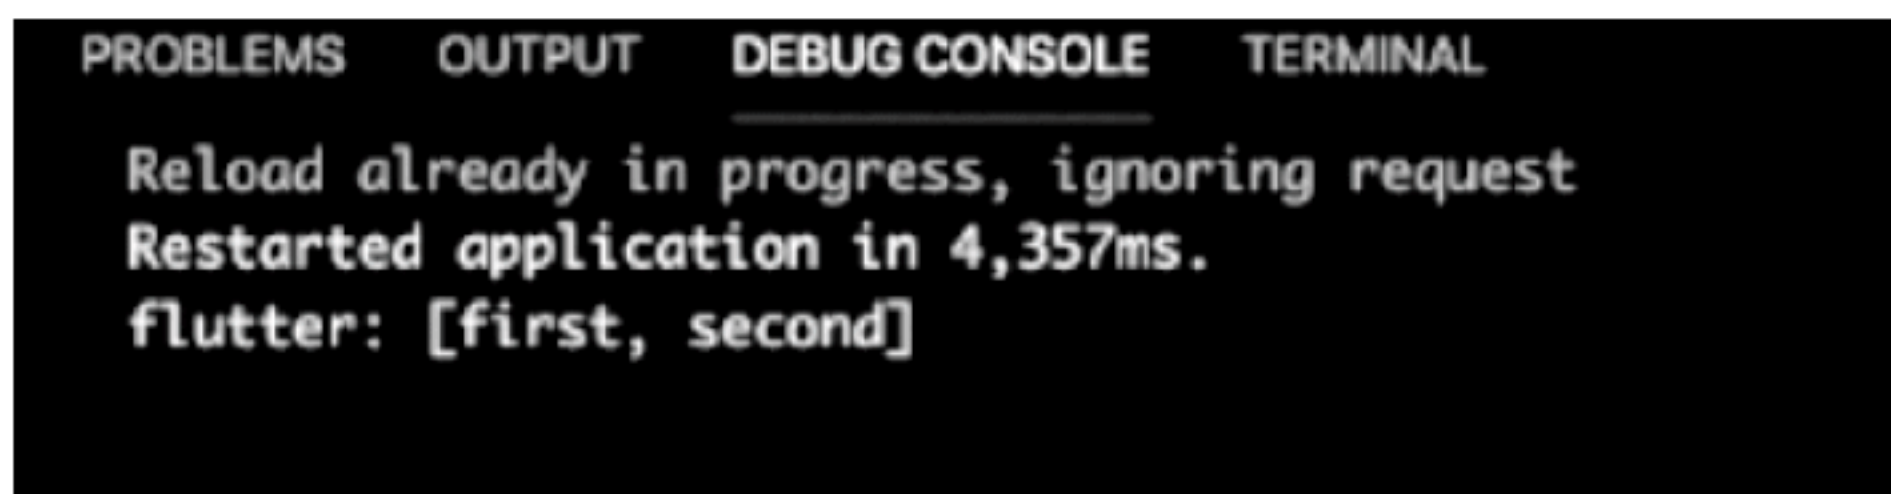 PROBLEMS OUTPUT DEBUG CONSOLE TERMINAL
Reload already in progress, ignoring request
Restarted application in 4,357ms.
flutter: [first, second]